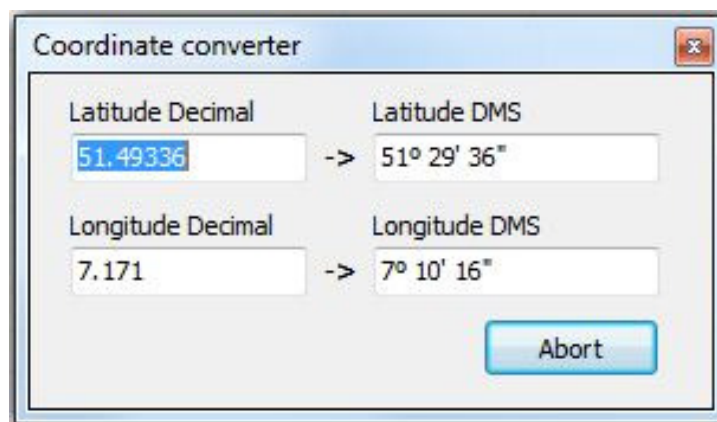 Coordinate converter
Latitude Decimal Latitude DMS
51.49336 -> 51º 29' 36"
Longitude Decimal Longitude DMS
7.171 -> 7º 10' 16"
Abort